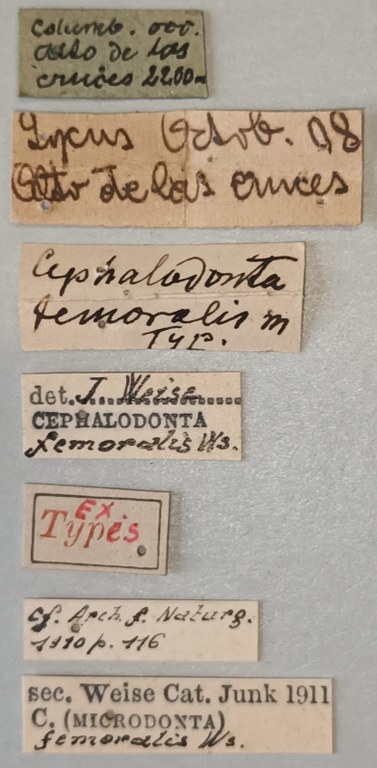 Columb. occ.
Alto de las
cruces 2200m
Lycus Octob. 08
Alto de las cruces
Cephalodonta
femoralis m
Typ.
det. J. Weise
CEPHALODONTA
femoralis Ws.
EX.
Types
cf. Arch. f. Naturg.
1910 p. 116
sec. Weise Cat. Junk 1911
C. (MICRODONTA)
femoralis Ws.